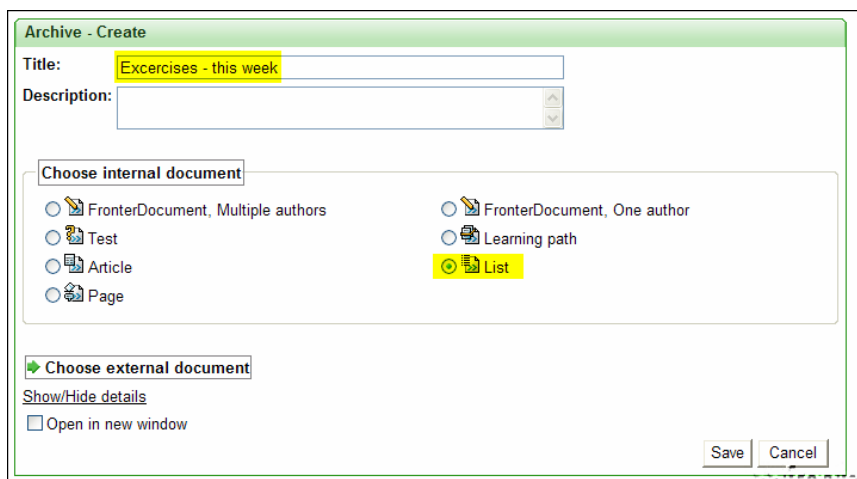 Archive - Create
Title: Excercises - this week
Description:
Choose internal document
FronterDocument, Multiple authors FronterDocument, One author
Test Learning path
Article List
Page
Choose external document
Show/Hide details
Open in new window
Save Cancel